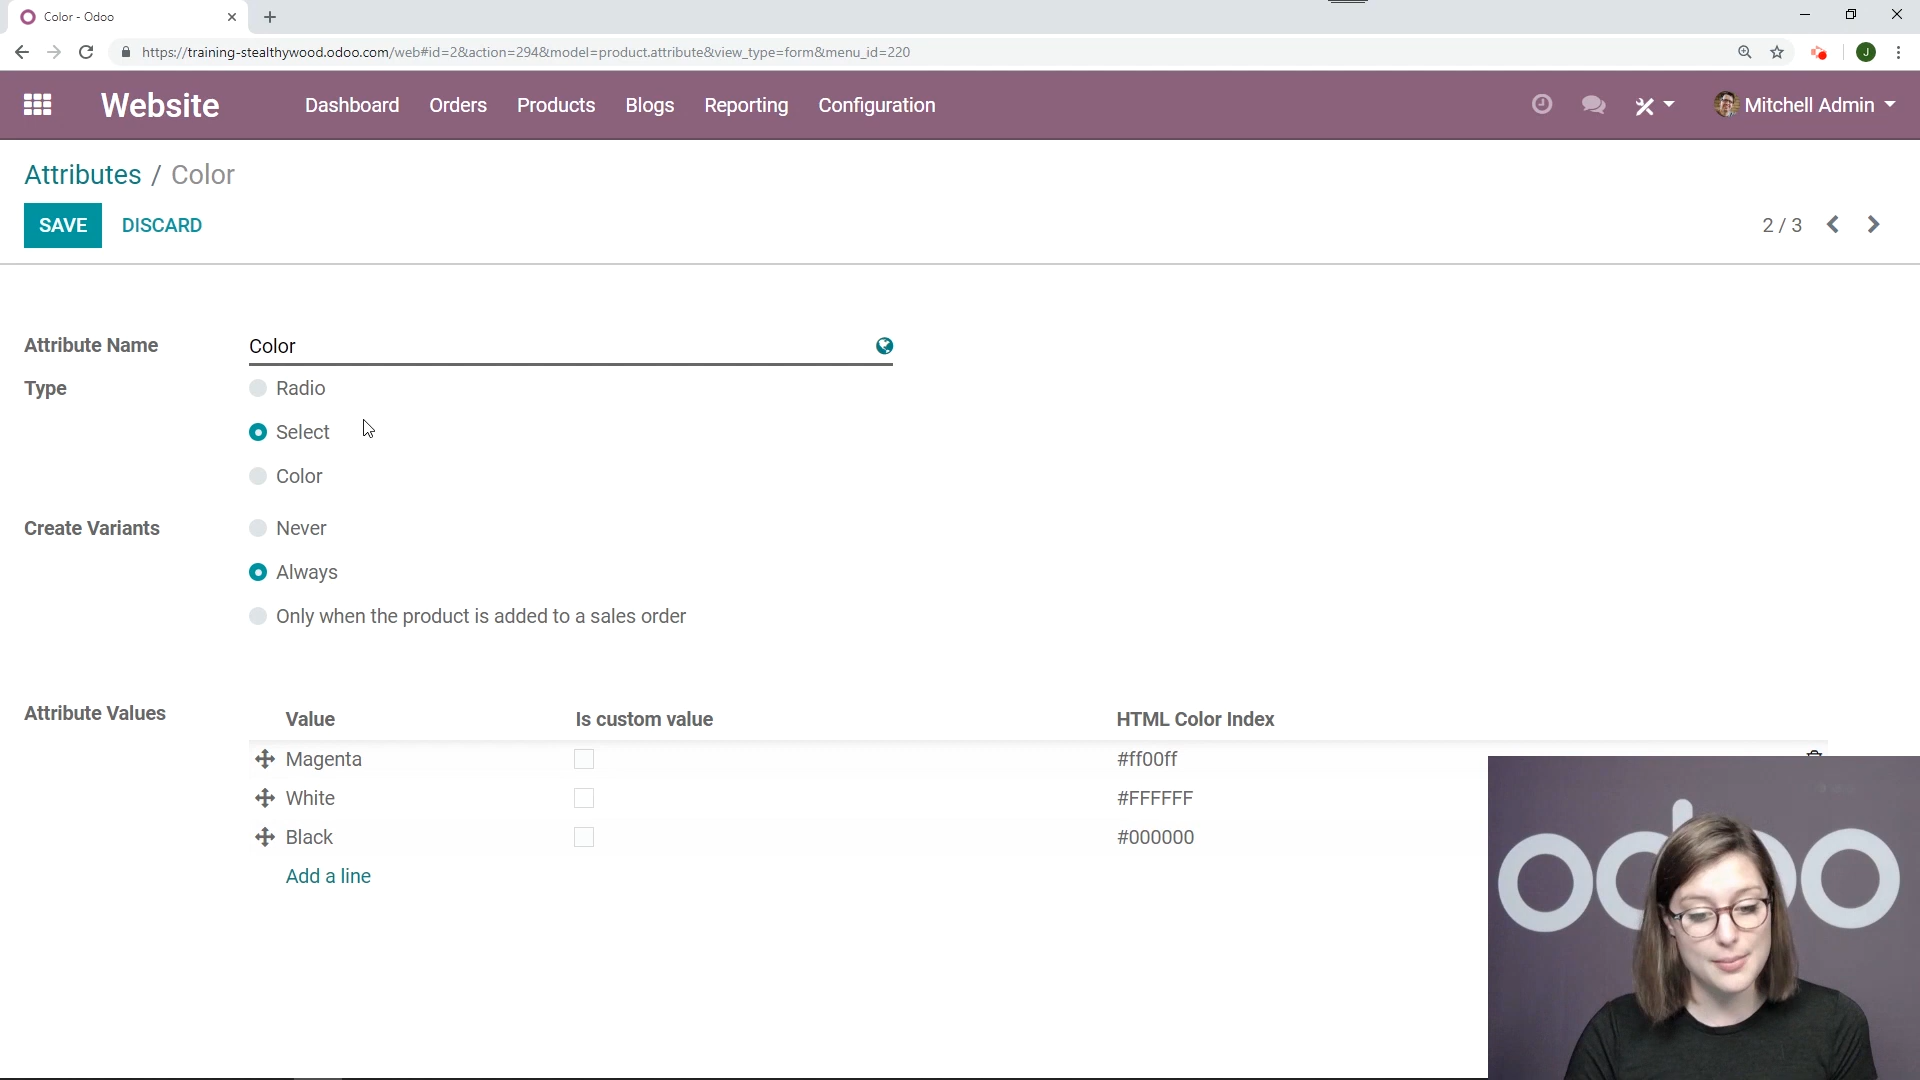 Color - Odoo
https://training-stealthywood.odoo.com/web#id=2&action=294&model=product.attribute&view_type=form&menu_id=220
J
Website Dashboard Orders Products Blogs Reporting Configuration Mitchell Admin
Attributes / Color
SAVE DISCARD 2 / 3
Attribute Name Color
Type Radio
Select
Color
Create Variants Never
Always
Only when the product is added to a sales order
Attribute Values Value Is custom value HTML Color Index
Magenta #ff00ff
White #FFFFFF
Black #000000
Add a line
odoo